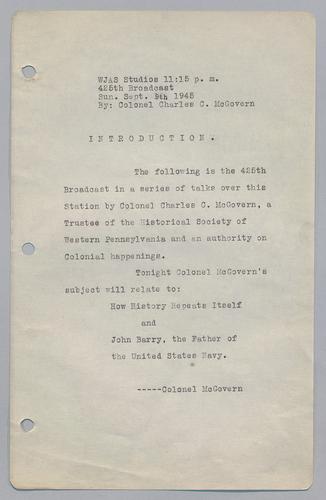 WJAS Studios 11:15 p. m.
425th Broadcast
Sun. Sept. 9th 1945
By: Colonel Charles C. McGovern
INTRODUCTION.
The following is the 425th
Broadcast in a series of talks over this
Station by Colonel Charles C. McGovern, a
Trustee of the Historical Society of
Western Pennsylvania and an authority on
Colonial happenings.
Tonight Colonel McGovern's
subject will relate to:
How History Repeats Itself
and
John Barry, the Father of
the United States Navy.
-----Colonel McGovern